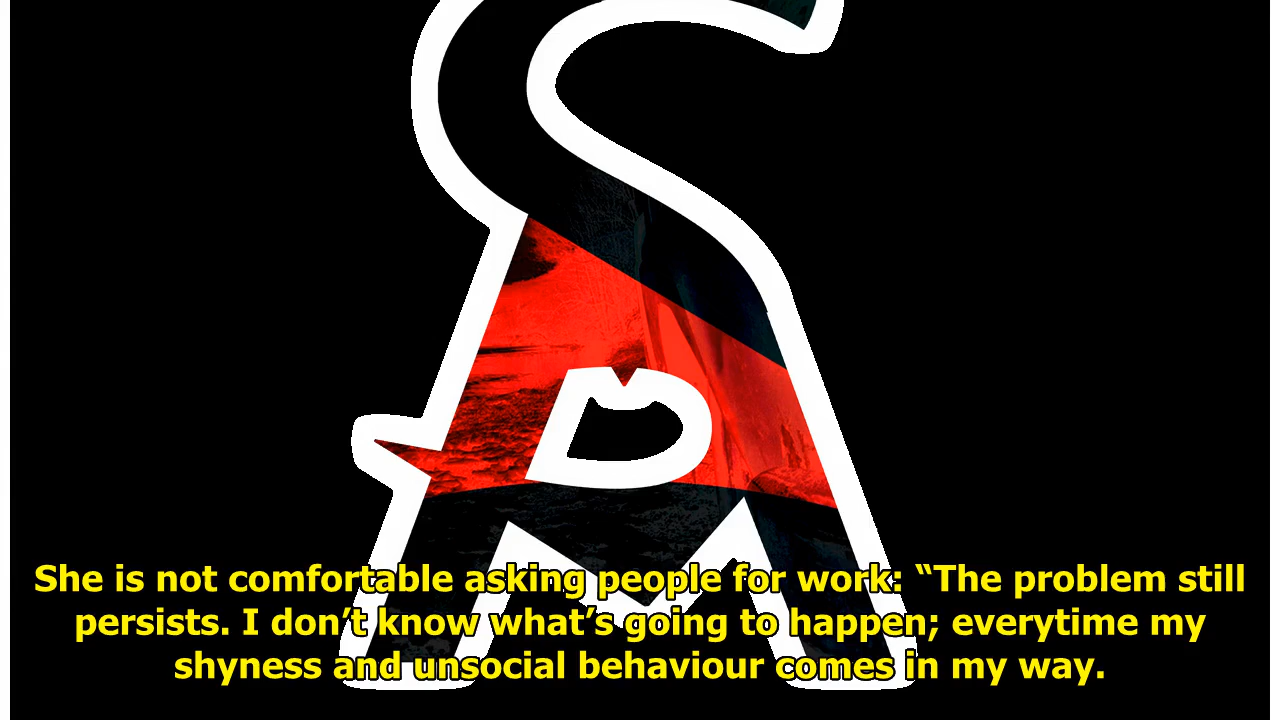 She is not comfortable asking people for work: “The problem still
persists. I don’t know what’s going to happen; everytime my
shyness and unsocial behaviour comes in my way.